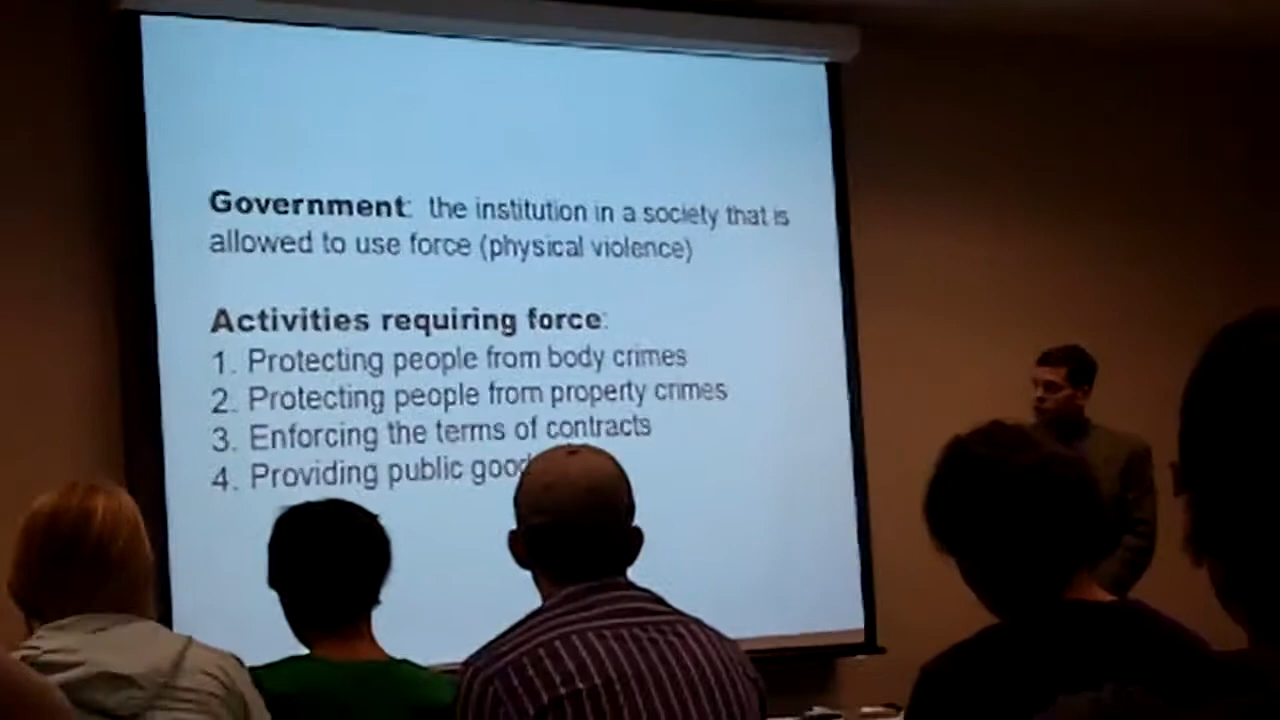 Government: the institution in a society that is
allowed to use force (physical violence)
Activities requiring force:
1. Protecting people from body crimes
2. Protecting people from property crimes
3. Enforcing the terms of contracts
4. Providing public